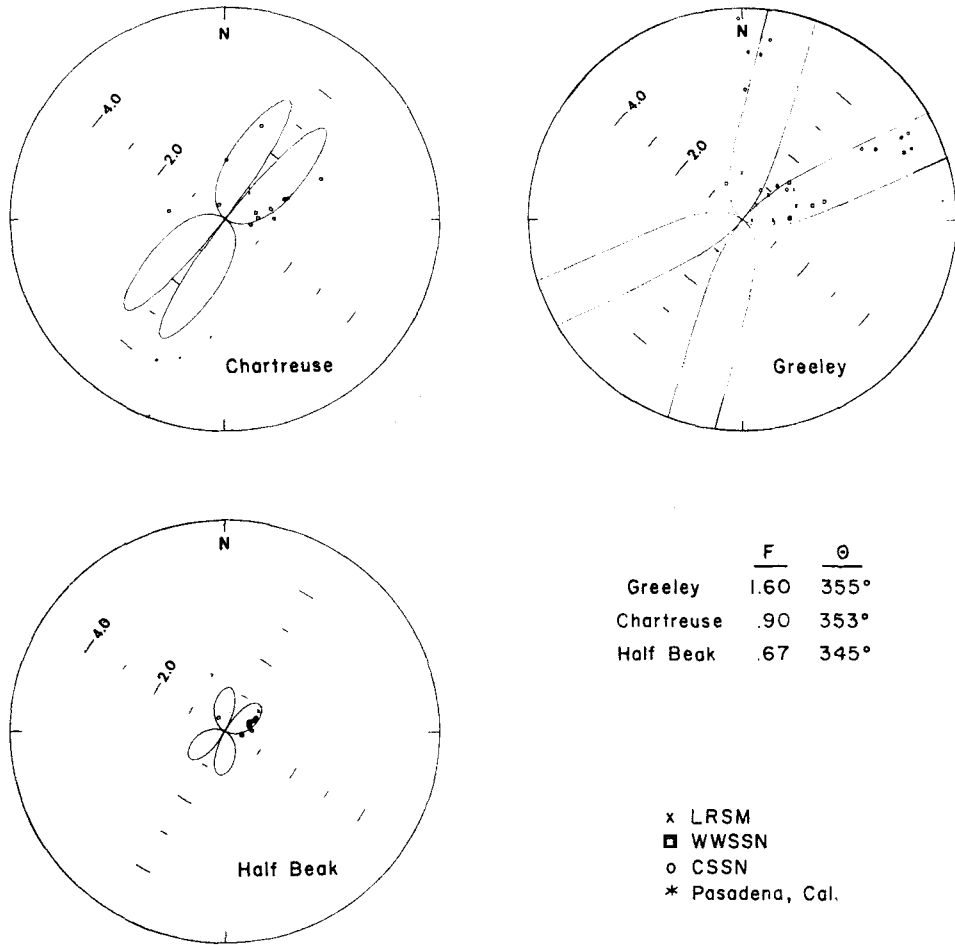 N
4.0
2.0
Chartreuse
N
4.0
2.0
Greeley
N
4.0
2.0
Half Beak
F Θ
Greeley 1.60 355°
Chartreuse .90 353°
Half Beak .67 345°
x LRSM
WWSSN
o CSSN
* Pasadena, Cal.